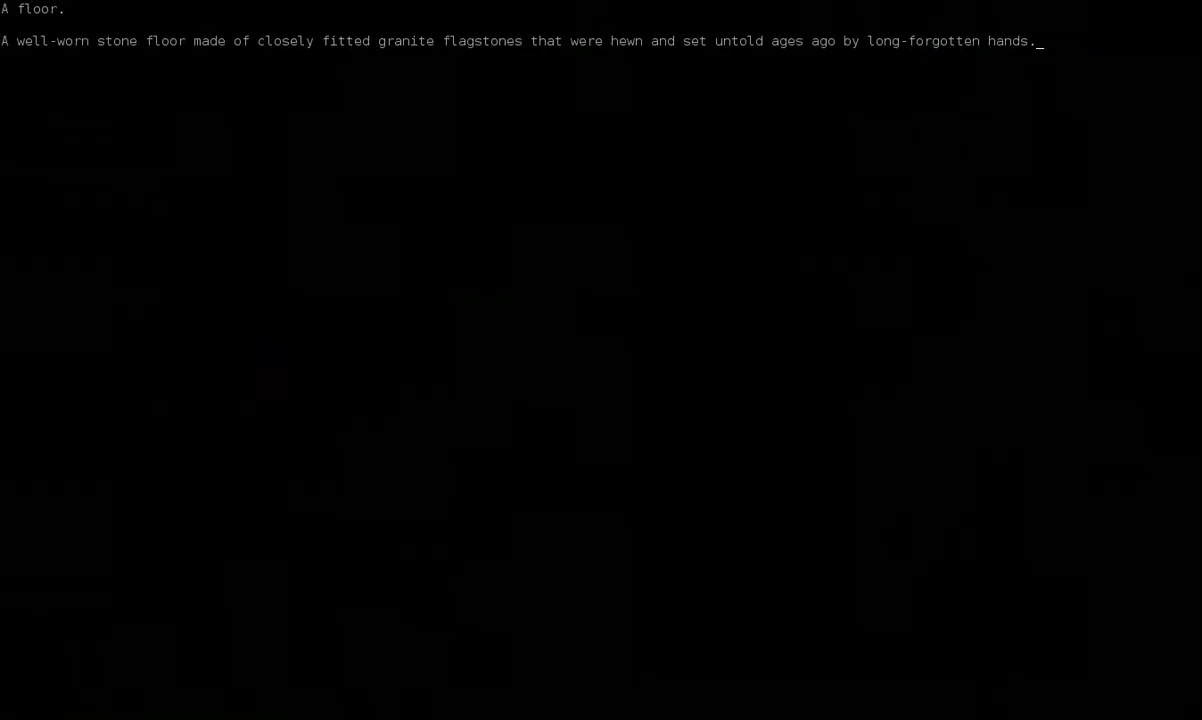 A floor.
A well-worn stone floor made of closely fitted granite flagstones that were hewn and set untold ages ago by long-forgotten hands._